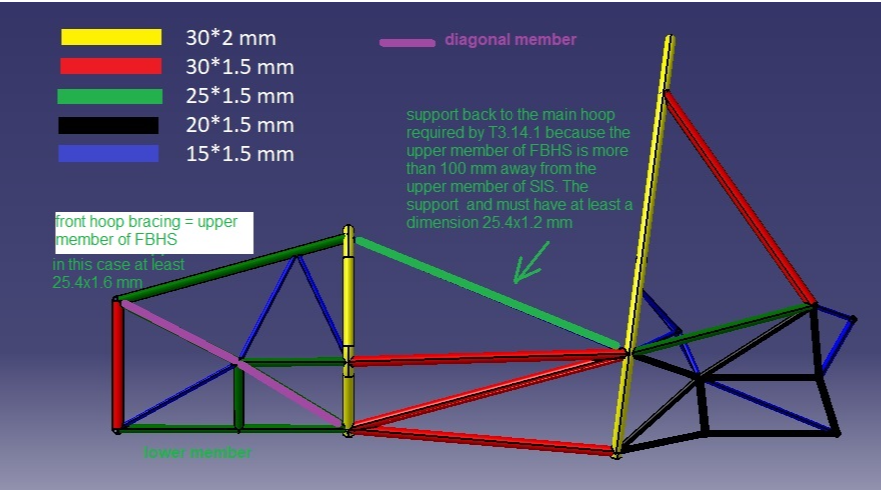 30*2 mm
30*1.5 mm
25*1.5 mm
20*1.5 mm
15*1.5 mm
diagonal member
support back to the main hoop
required by T3.14.1 because the
upper member of FBHS is more
than 100 mm away from the
upper member of SIS. The
support and must have at least a
dimension 25.4x1.2 mm
front hoop bracing = upper
member of FBHS
in this case at least
25.4x1.6 mm
lower member